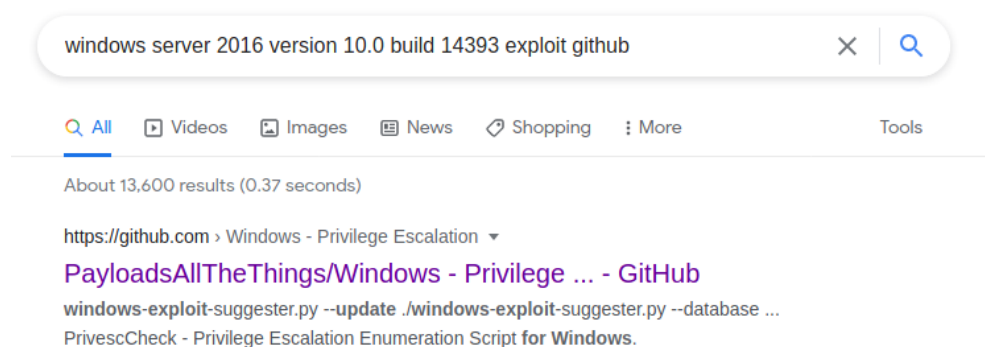 windows server 2016 version 10.0 build 14393 exploit github
All Videos Images News Shopping More Tools
About 13,600 results (0.37 seconds)
https://github.com › Windows - Privilege Escalation
PayloadsAllTheThings/Windows - Privilege ... - GitHub
windows-exploit-suggester.py --update ./windows-exploit-suggester.py --database ...
PrivescCheck - Privilege Escalation Enumeration Script for Windows.